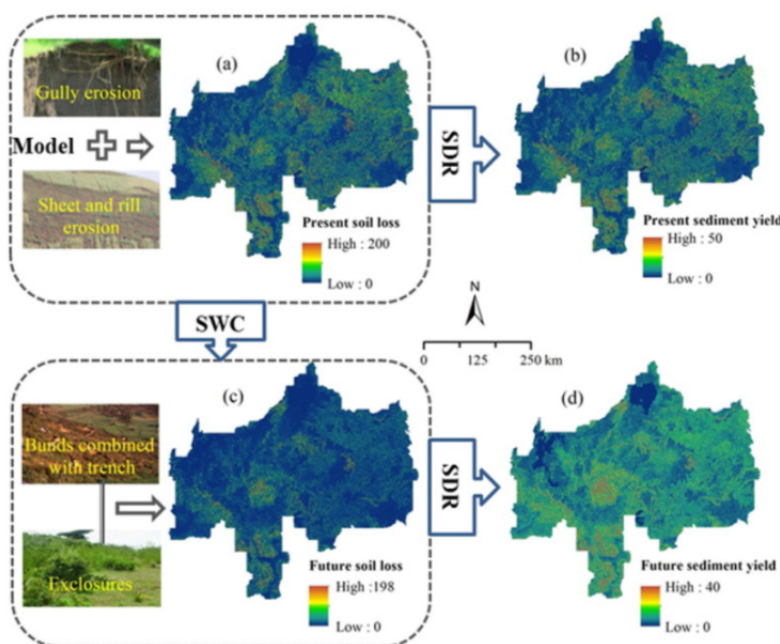 Gully erosion
Model
Sheet and rill
erosion
(a)
Present soil loss
High : 200
Low : 0
SDR
(b)
Present sediment yield
High : 50
Low : 0
SWC
N
0 125 250 km
Bunds combined
with trench
Exclosures
(c)
Future soil loss
High :198
Low : 0
SDR
(d)
Future sediment yield
High : 40
Low : 0